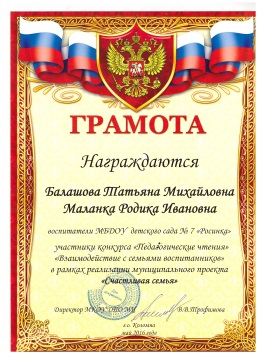 ГРАМОТА
Награждаются
Балашова Татьяна Михайловна
Маланка Родика Ивановна
воспитатели МБДОУ детского сада № 7 «Росинка»
участники конкурса «Педагогические чтения»
«Взаимодействие с семьями воспитанников»
в рамках реализации муниципального проекта
«Счастливая семья»
Директор В.В.Трофимова
г.о. Коломна
май 2016 года